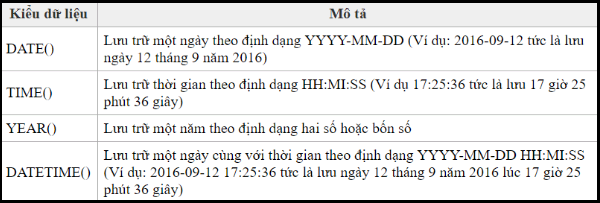 Kiểu dữ liệu Mô tả
DATE() Lưu trữ một ngày theo định dạng YYYY-MM-DD (Ví dụ: 2016-09-12 tức là lưu
ngày 12 tháng 9 năm 2016)
TIME() Lưu trữ thời gian theo định dạng HH:MI:SS (Ví dụ 17:25:36 tức là lưu 17 giờ 25
phút 36 giây)
YEAR() Lưu trữ một năm theo định dạng hai số hoặc bốn số
DATETIME() Lưu trữ một ngày cùng với thời gian theo định dạng YYYY-MM-DD HH:MI:SS
(Ví dụ: 2016-09-12 17:25:36 tức là lưu ngày 12 tháng 9 năm 2016 lúc 17 giờ 25
phút 36 giây)